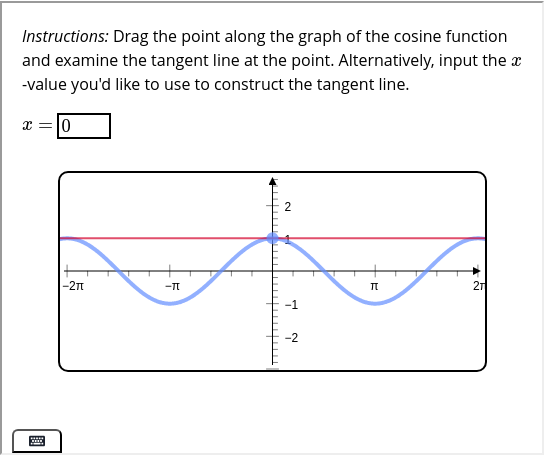 Instructions: Drag the point along the graph of the cosine function
and examine the tangent line at the point. Alternatively, input the x
-value you'd like to use to construct the tangent line.
x = 0
2
1
−2π −π π 2π
−1
−2